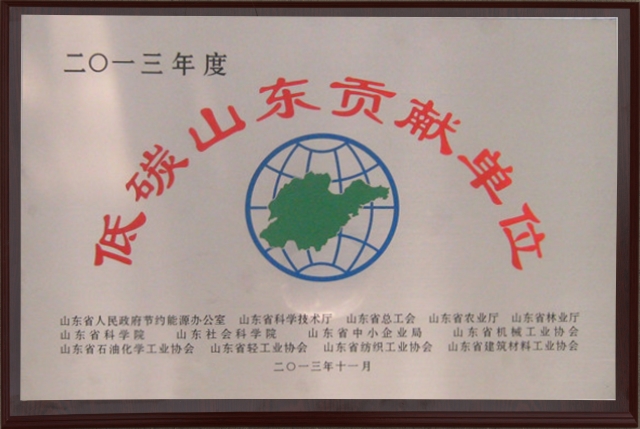 二〇一三年度
低碳山东贡献单位
山东省人民政府节约能源办公室 山东省科学技术厅 山东省总工会 山东省农业厅 山东省林业厅
山东省科学院 山东社会科学院 山东省中小企业局 山东省机械工业协会
山东省石油化学工业协会 山东省轻工业协会 山东省纺织工业协会 山东省建筑材料工业协会
二〇一三年十一月